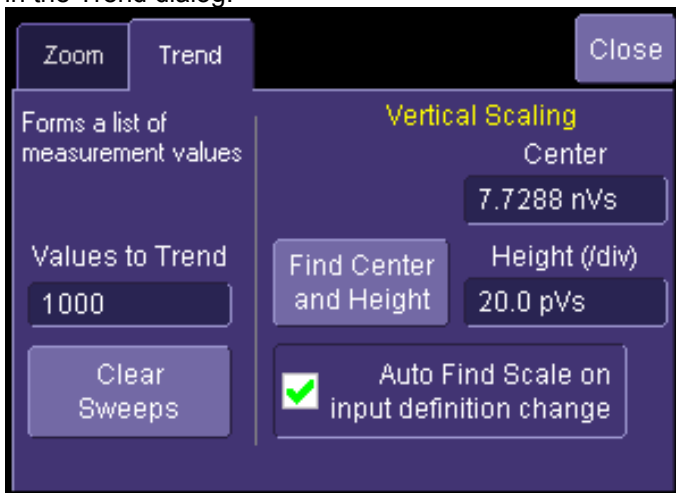 in the Trend dialog.
Zoom
Trend
Close
Forms a list of
measurement values
Values to Trend
1000
Clear
Sweeps
Vertical Scaling
Center
7.7288 nVs
Find Center
and Height
Height (/div)
20.0 pVs
Auto Find Scale on
input definition change